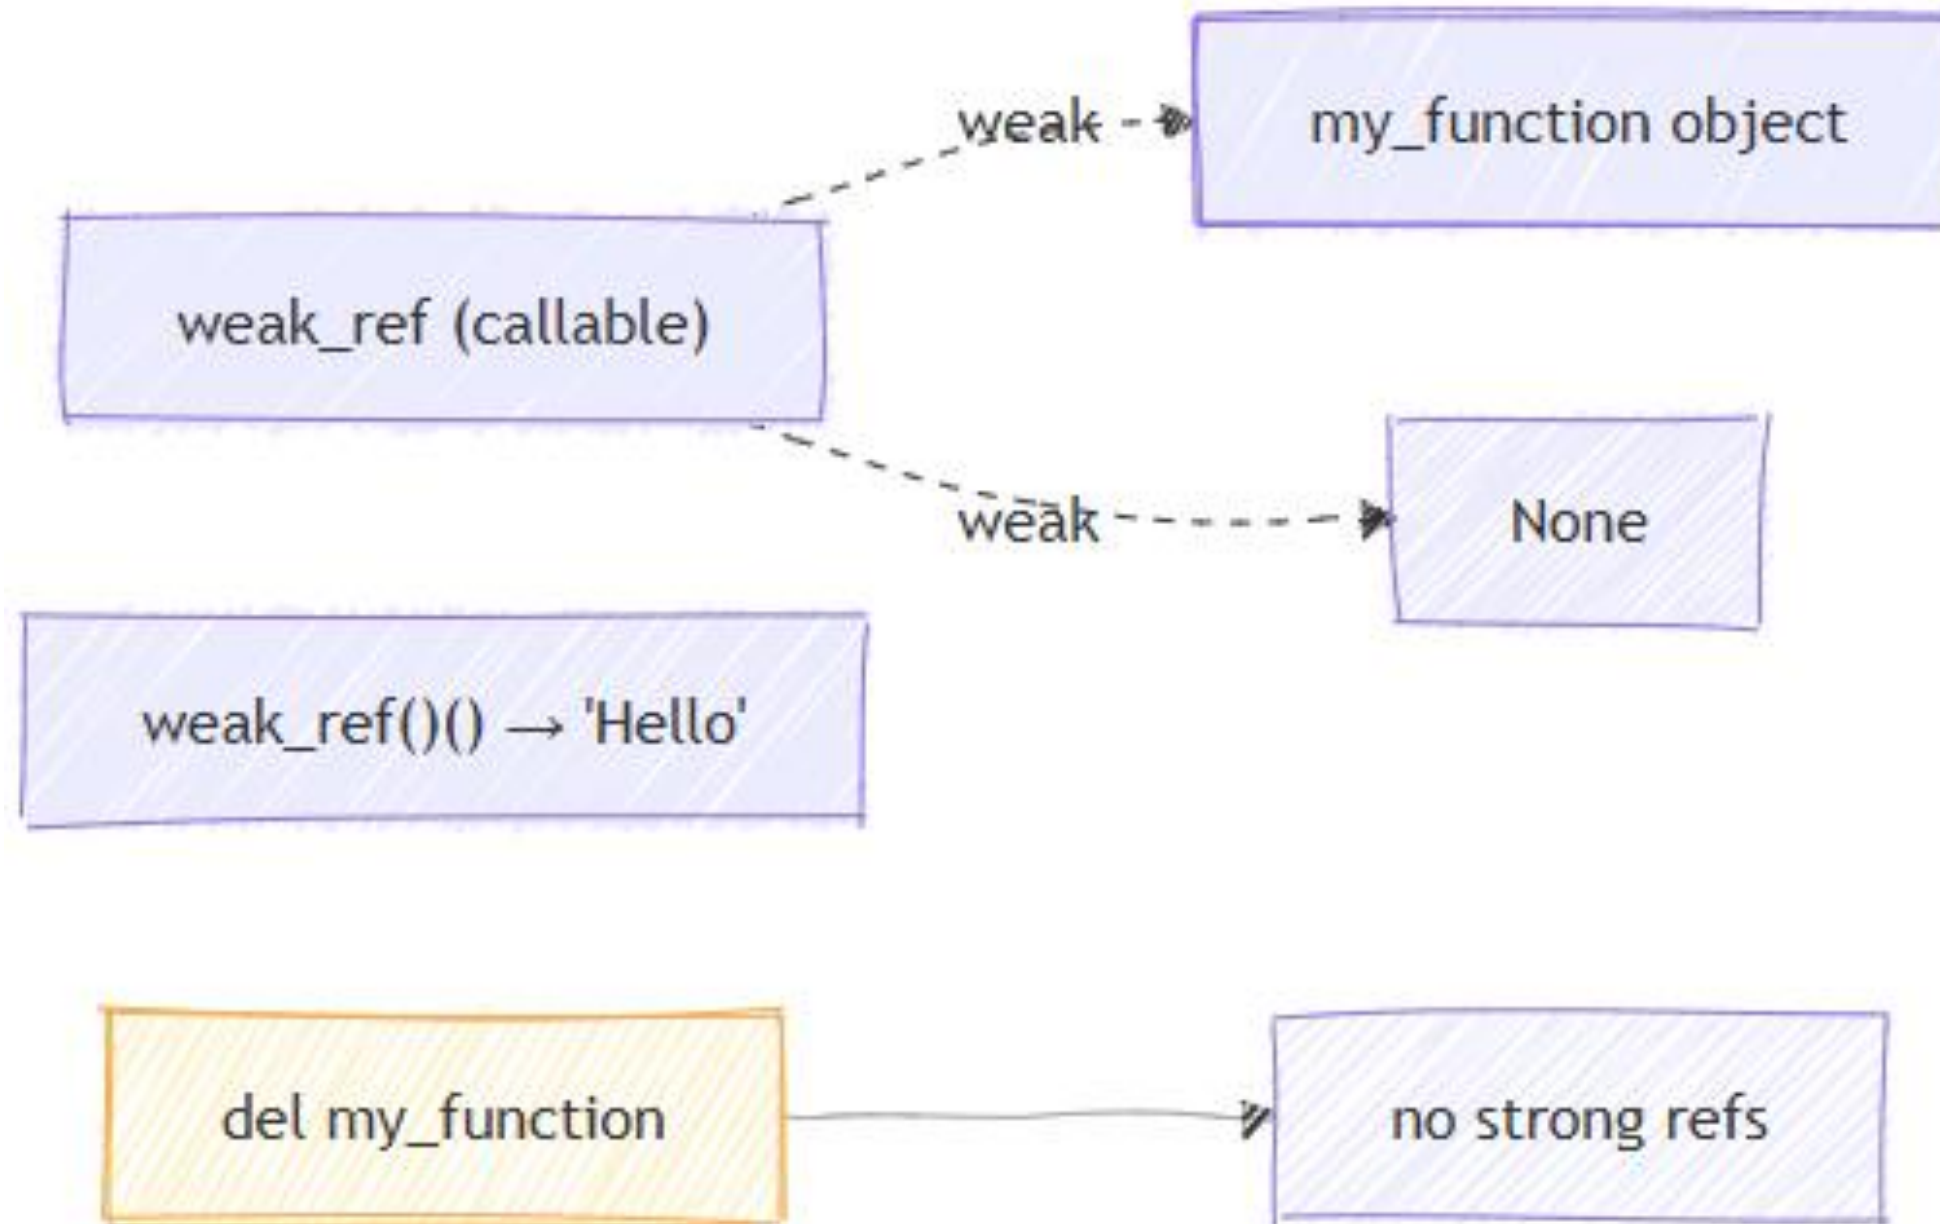 weak
my_function object
weak_ref (callable)
weak
None
weak_ref()() → 'Hello'
del my_function
no strong refs